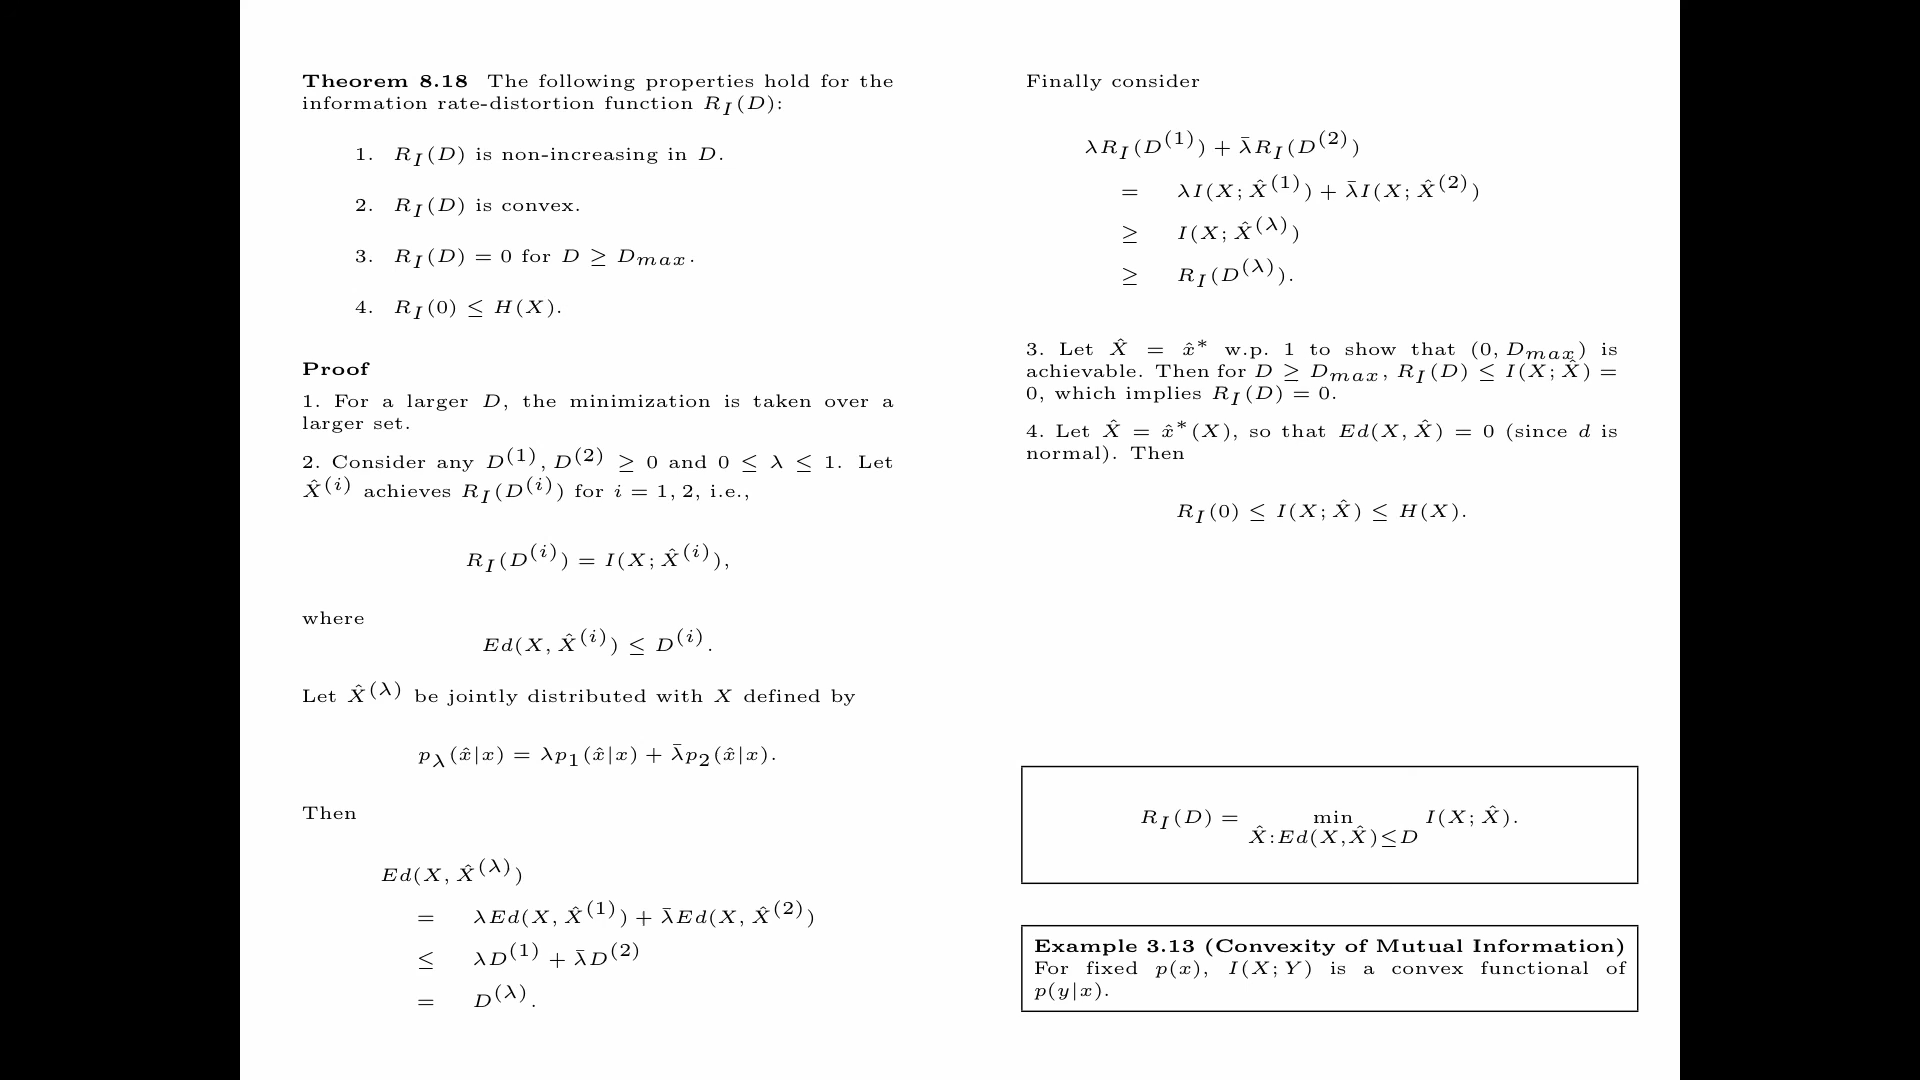 Theorem 8.18 The following properties hold for the
information rate-distortion function R_I(D):
1. R_I(D) is non-increasing in D.
2. R_I(D) is convex.
3. R_I(D) = 0 for D ≥ D_max.
4. R_I(0) ≤ H(X).
Proof
1. For a larger D, the minimization is taken over a
larger set.
2. Consider any D^(1), D^(2) ≥ 0 and 0 ≤ λ ≤ 1. Let
X̂^(i) achieves R_I(D^(i)) for i = 1, 2, i.e.,
R_I(D^(i)) = I(X; X̂^(i)),
where
Ed(X, X̂^(i)) ≤ D^(i).
Let X̂^(λ) be jointly distributed with X defined by
p_λ(x̂|x) = λp_1(x̂|x) + λ̄p_2(x̂|x).
Then
Ed(X, X̂^(λ))
= λEd(X, X̂^(1)) + λ̄Ed(X, X̂^(2))
≤ λD^(1) + λ̄D^(2)
= D^(λ).
Finally consider
λR_I(D^(1)) + λ̄R_I(D^(2))
= λI(X; X̂^(1)) + λ̄I(X; X̂^(2))
≥ I(X; X̂^(λ))
≥ R_I(D^(λ)).
3. Let X̂ = x̂* w.p. 1 to show that (0, D_max) is
achievable. Then for D ≥ D_max, R_I(D) ≤ I(X; X̂) =
0, which implies R_I(D) = 0.
4. Let X̂ = x̂*(X), so that Ed(X, X̂) = 0 (since d is
normal). Then
R_I(0) ≤ I(X; X̂) ≤ H(X).
R_I(D) = min I(X; X̂).
X̂:Ed(X,X̂)≤D
Example 3.13 (Convexity of Mutual Information)
For fixed p(x), I(X; Y) is a convex functional of
p(y|x).